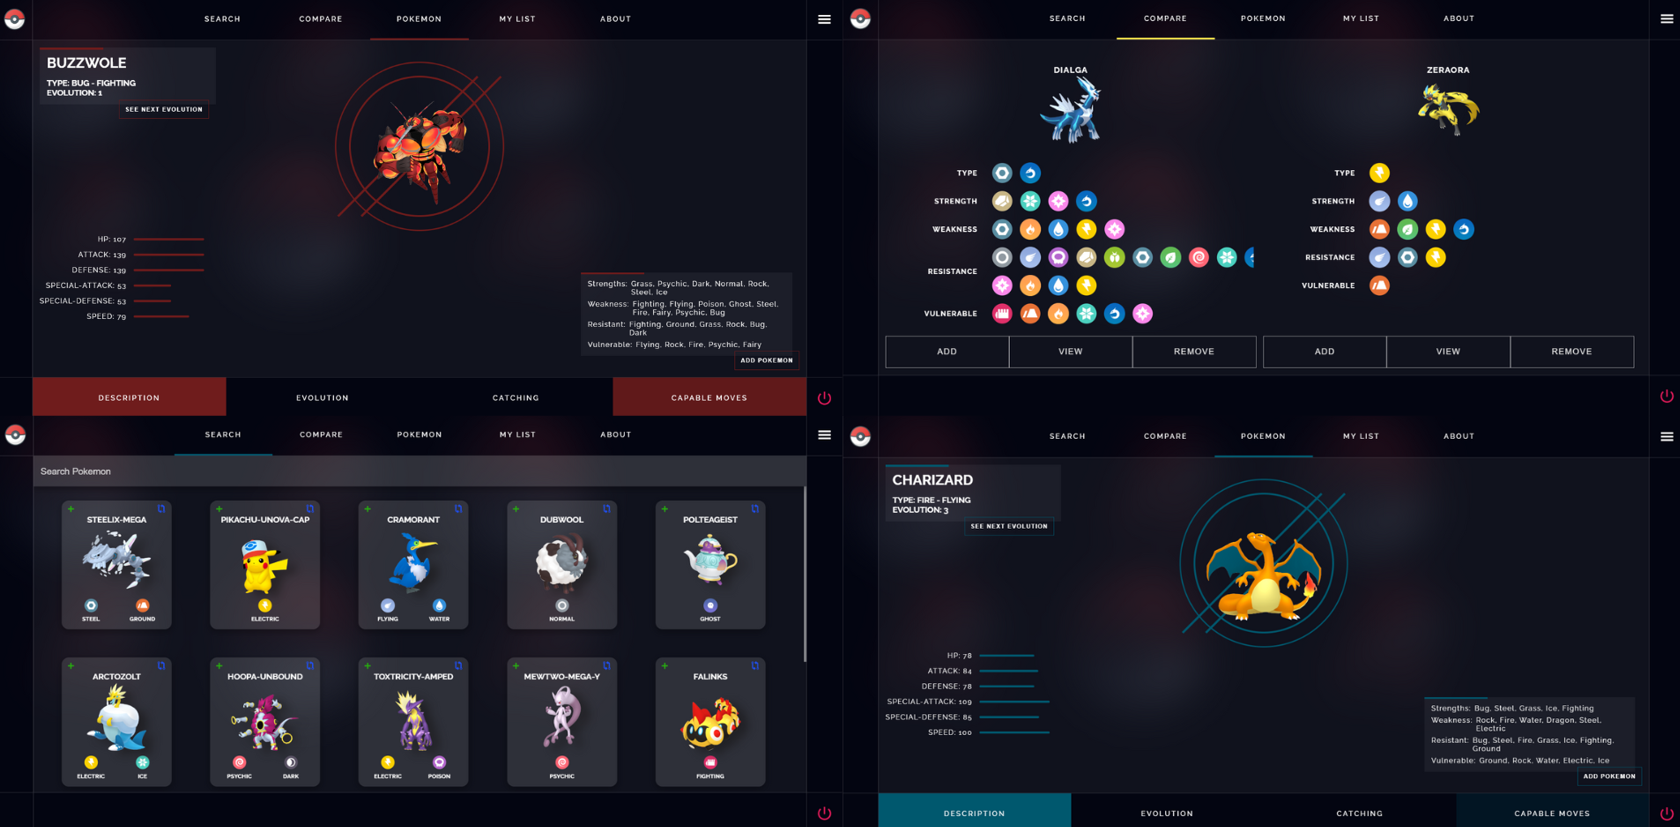 SEARCH COMPARE POKEMON MY LIST ABOUT
BUZZWOLE
TYPE: BUG - FIGHTING
EVOLUTION: 1
SEE NEXT EVOLUTION
HP: 107
ATTACK: 139
DEFENSE: 139
SPECIAL-ATTACK: 53
SPECIAL-DEFENSE: 53
SPEED: 79
Strengths: Grass, Psychic, Dark, Normal, Rock,
Steel, Ice
Weakness: Fighting, Flying, Poison, Ghost, Steel,
Fire, Fairy, Psychic, Bug
Resistant: Fighting, Ground, Grass, Rock, Bug,
Dark
Vulnerable: Flying, Rock, Fire, Psychic, Fairy
ADD POKEMON
DESCRIPTION EVOLUTION CATCHING CAPABLE MOVES
SEARCH COMPARE POKEMON MY LIST ABOUT
DIALGA
TYPE
STRENGTH
WEAKNESS
RESISTANCE
VULNERABLE
ADD VIEW REMOVE
ZERAORA
TYPE
STRENGTH
WEAKNESS
RESISTANCE
VULNERABLE
ADD VIEW REMOVE
SEARCH COMPARE POKEMON MY LIST ABOUT
Search Pokemon
STEELIX-MEGA
STEEL GROUND
PIKACHU-UNOVA-CAP
ELECTRIC
CRAMORANT
FLYING WATER
DUBWOOL
NORMAL
POLTEAGEIST
GHOST
ARCTOZOLT
ELECTRIC ICE
HOOPA-UNBOUND
PSYCHIC DARK
TOXTRICITY-AMPED
ELECTRIC POISON
MEWTWO-MEGA-Y
PSYCHIC
FALINKS
FIGHTING
SEARCH COMPARE POKEMON MY LIST ABOUT
CHARIZARD
TYPE: FIRE - FLYING
EVOLUTION: 3
SEE NEXT EVOLUTION
HP: 78
ATTACK: 84
DEFENSE: 78
SPECIAL-ATTACK: 109
SPECIAL-DEFENSE: 85
SPEED: 100
Strengths: Bug, Steel, Grass, Ice, Fighting
Weakness: Rock, Fire, Water, Dragon, Steel,
Electric
Resistant: Bug, Steel, Fire, Grass, Ice, Fighting,
Ground
Vulnerable: Ground, Rock, Water, Electric, Ice
ADD POKEMON
DESCRIPTION EVOLUTION CATCHING CAPABLE MOVES